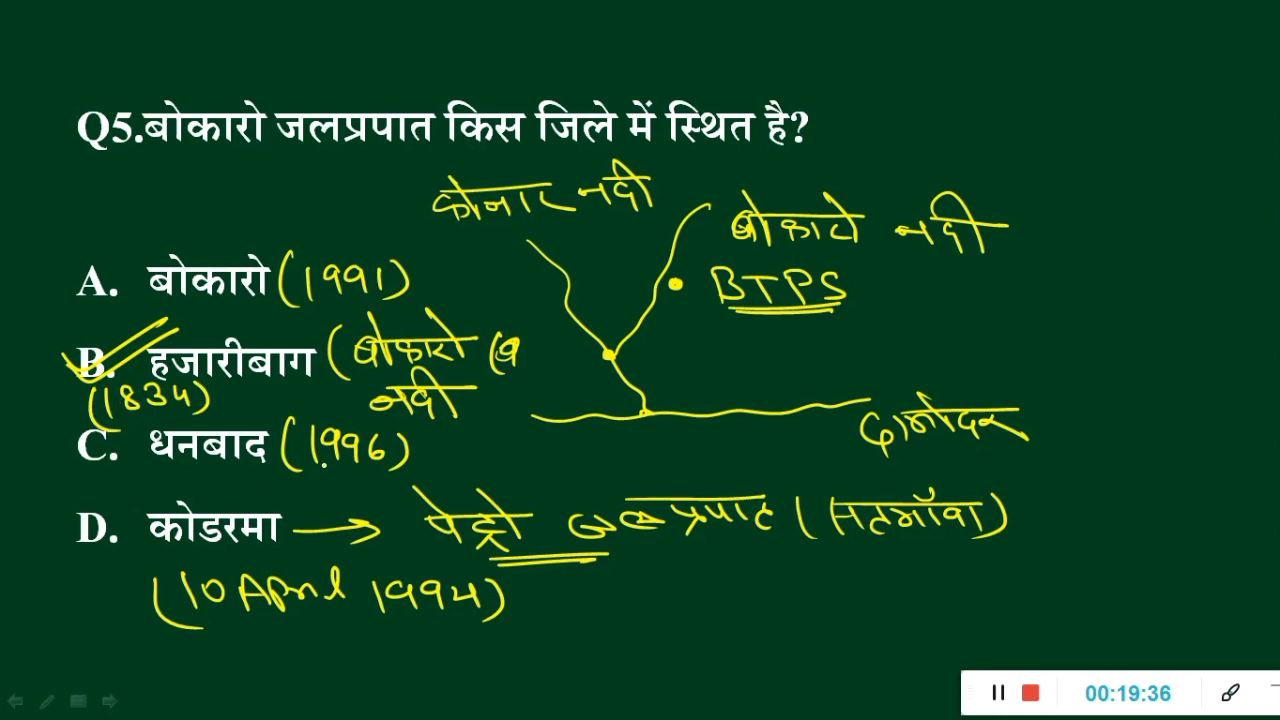 Q5.बोकारो जलप्रपात किस जिले में स्थित है?
कोनार नदी
बोकारो नदी
A. बोकारो (1991)
BTPS
B. हजारीबाग (बोकारो
(1834)
नदी
दामोदर
C. धनबाद (1996)
D. कोडरमा → पेट्रो जलप्रपात (सतगाँवा)
(10 April 1994)
00:19:36